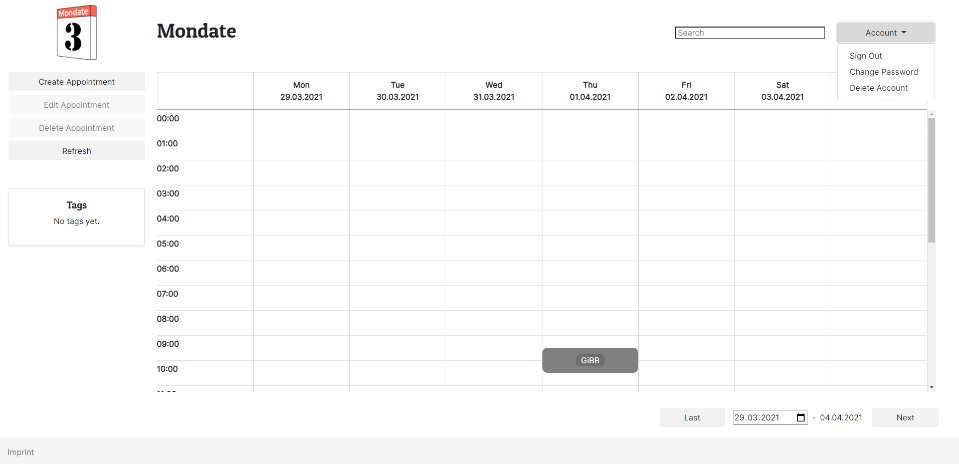 Mondate
3
Mondate
Search
Account
Sign Out
Change Password
Delete Account
Create Appointment
Edit Appointment
Delete Appointment
Refresh
Tags
No tags yet.
Mon
29.03.2021
Tue
30.03.2021
Wed
31.03.2021
Thu
01.04.2021
Fri
02.04.2021
Sat
03.04.2021
00:00
01:00
02:00
03:00
04:00
05:00
06:00
07:00
08:00
09:00
GiBB
10:00
Last
29.03.2021
- 04.04.2021
Next
Imprint